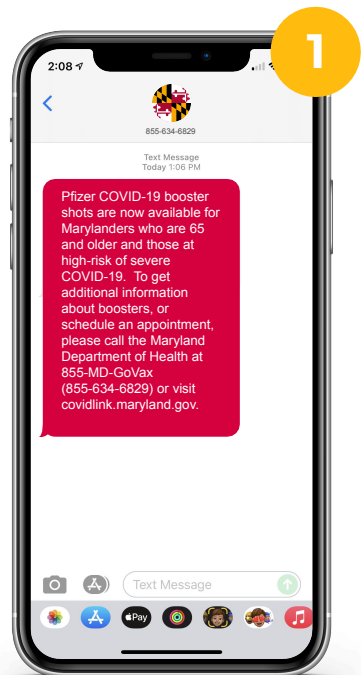 1
2:08
855-634-6829
Text Message
Today 1:06 PM
Pfizer COVID-19 booster
shots are now available for
Marylanders who are 65
and older and those at
high-risk of severe
COVID-19.  To get
additional information
about boosters, or
schedule an appointment,
please call the Maryland
Department of Health at
855-MD-GoVax
(855-634-6829) or visit
covidlink.maryland.gov.
Text Message
Pay